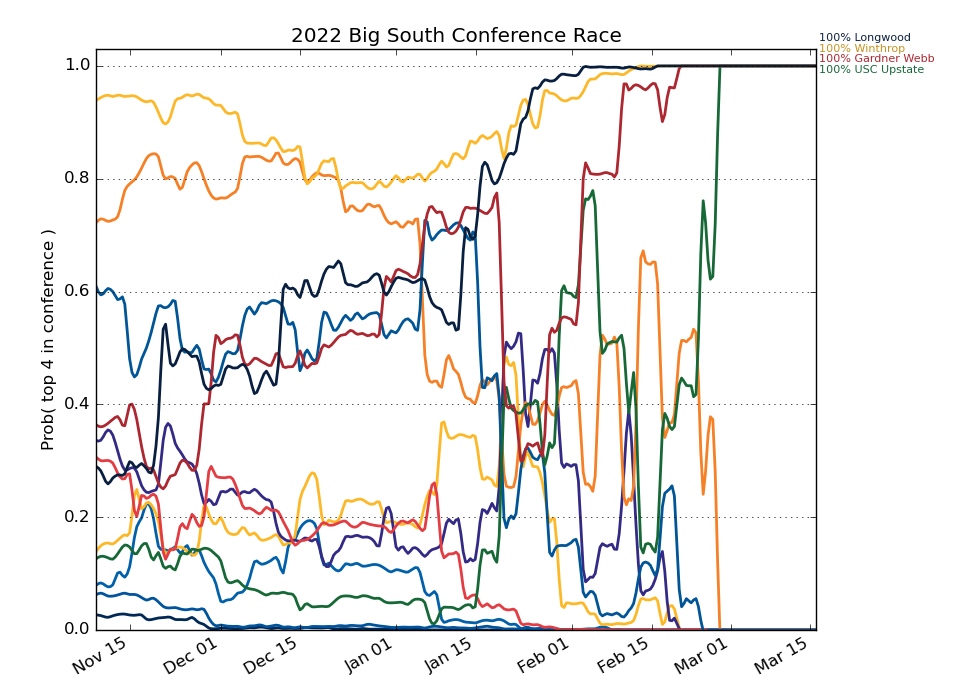 2022 Big South Conference Race
100% Longwood
100% Winthrop
100% Gardner Webb
100% USC Upstate
Prob( top 4 in conference )
1.0
0.8
0.6
0.4
0.2
0.0
Nov 15
Dec 01
Dec 15
Jan 01
Jan 15
Feb 01
Feb 15
Mar 01
Mar 15